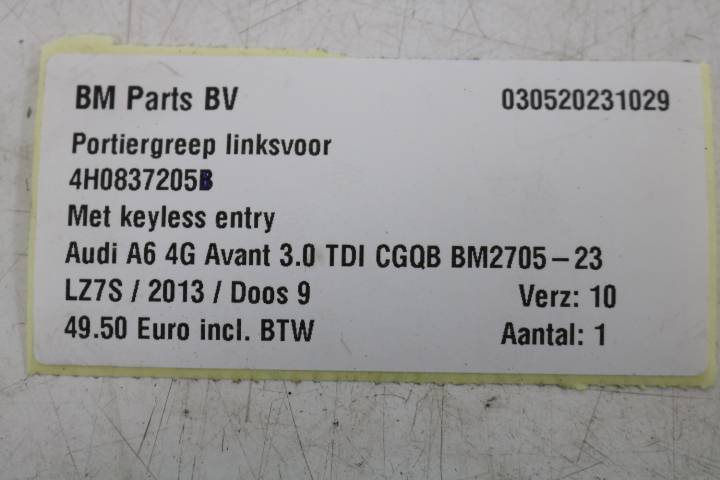 BM Parts BV 030520231029
Portiergreep linksvoor
4H0837205B
Met keyless entry
Audi A6 4G Avant 3.0 TDI CGQB BM2705-23
LZ7S / 2013 / Doos 9 Verz: 10
49.50 Euro incl. BTW Aantal: 1